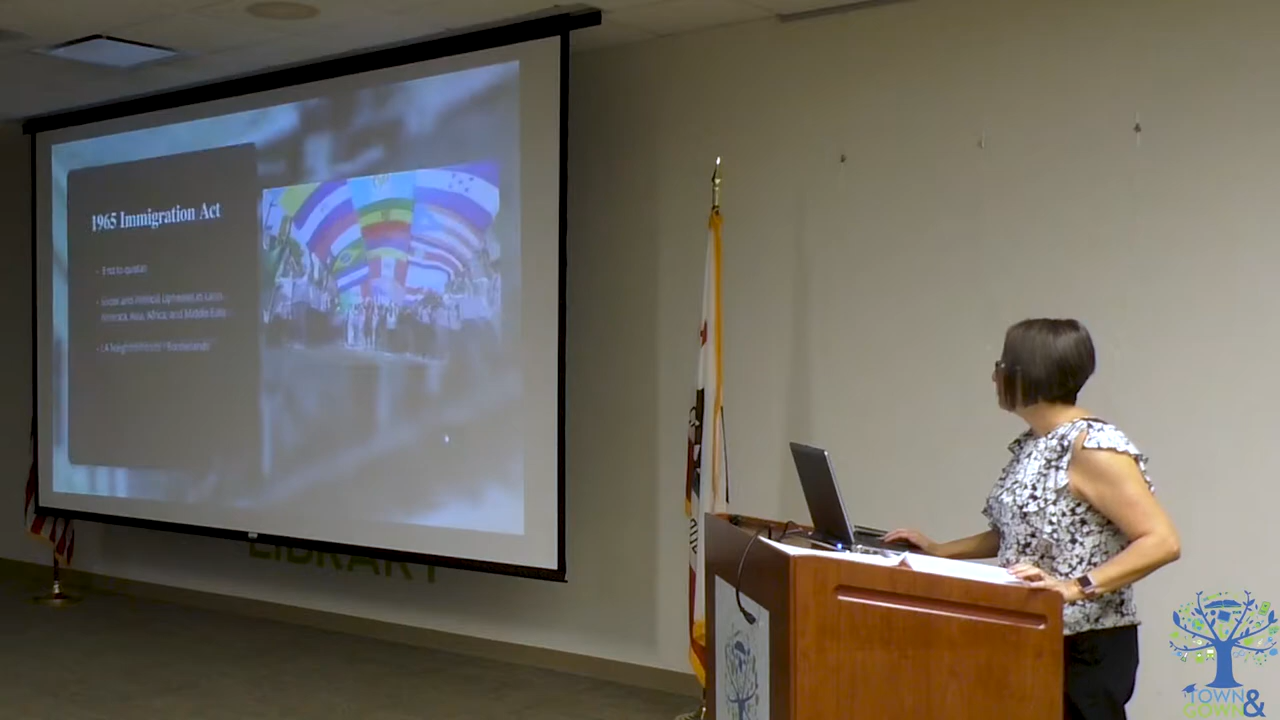 1965 Immigration Act
- End to quotas
- Social and Political Upheaval in Latin
America, Asia, Africa, and Middle East
- LA Neighborhoods "Borderlands"
LIBRARY
TOWN &
GOWN